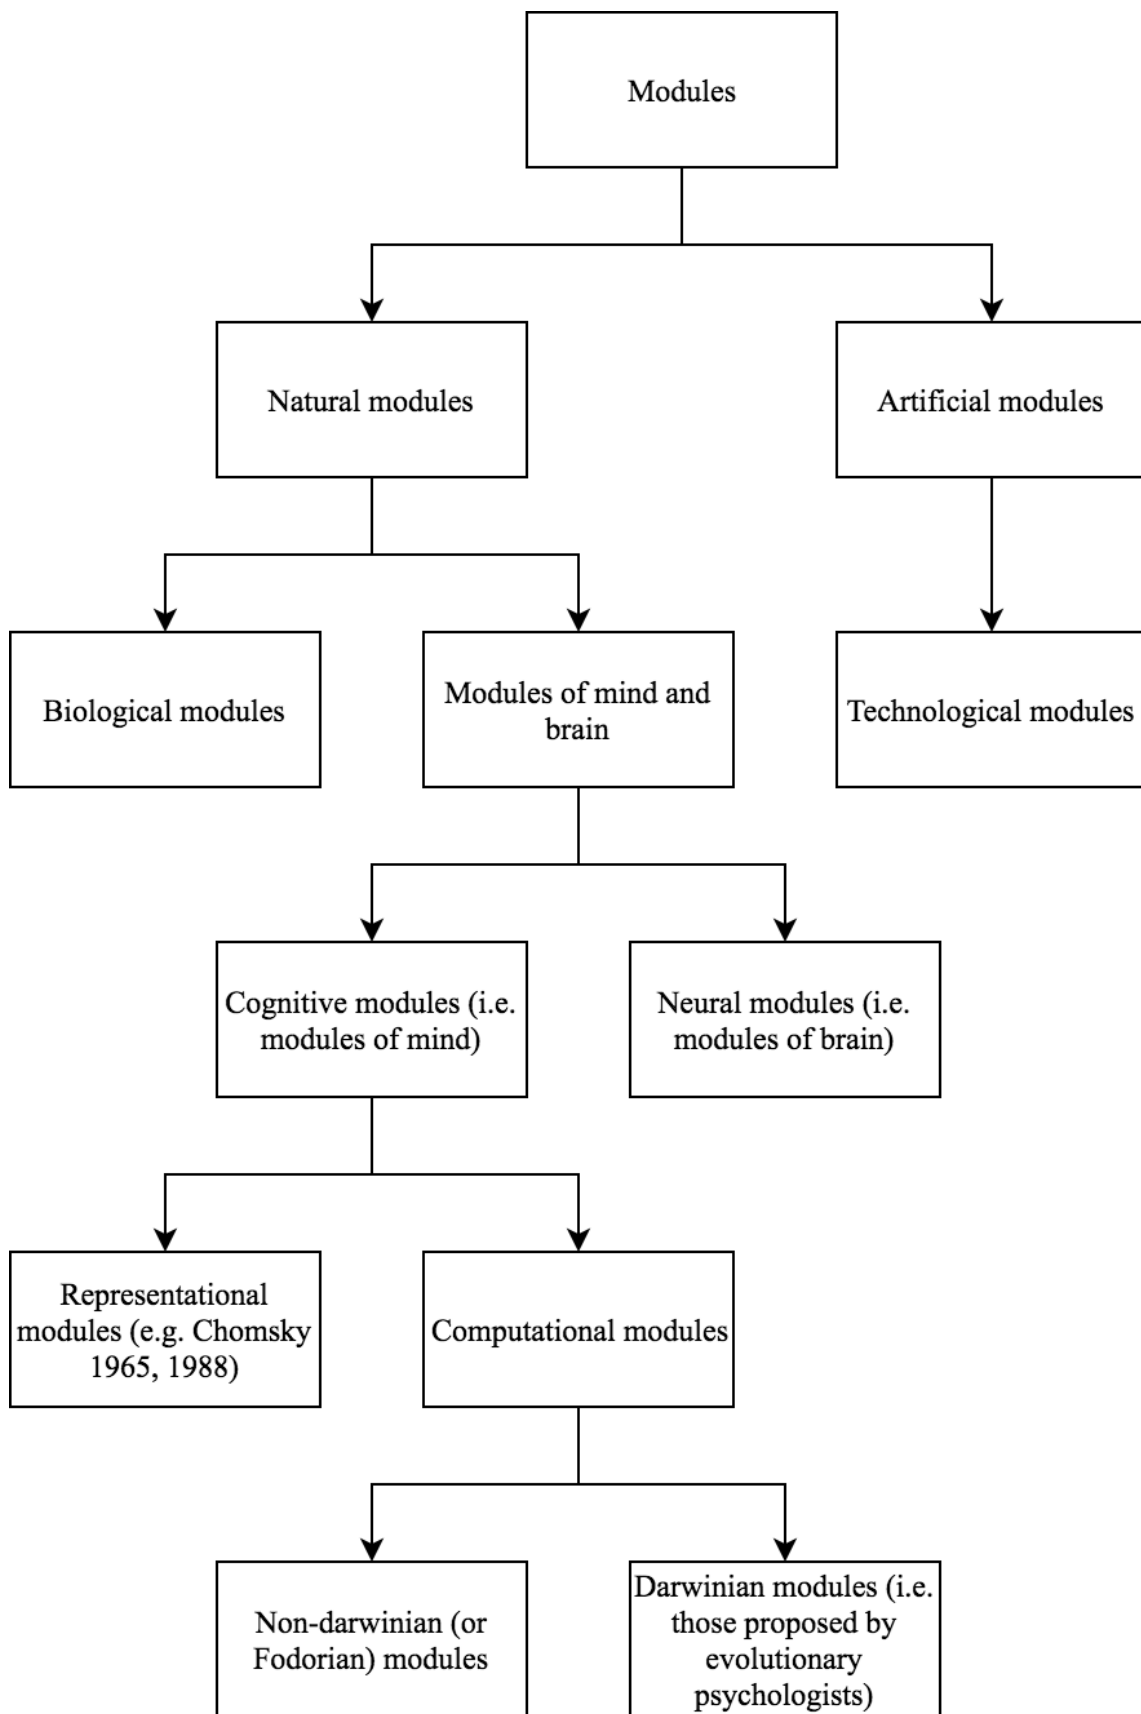 Modules
Natural modules
Artificial modules
Biological modules
Modules of mind and
brain
Technological modules
Cognitive modules (i.e.
modules of mind)
Neural modules (i.e.
modules of brain)
Representational
modules (e.g. Chomsky
1965, 1988)
Computational modules
Non-darwinian (or
Fodorian) modules
Darwinian modules (i.e.
those proposed by
evolutionary
psychologists)